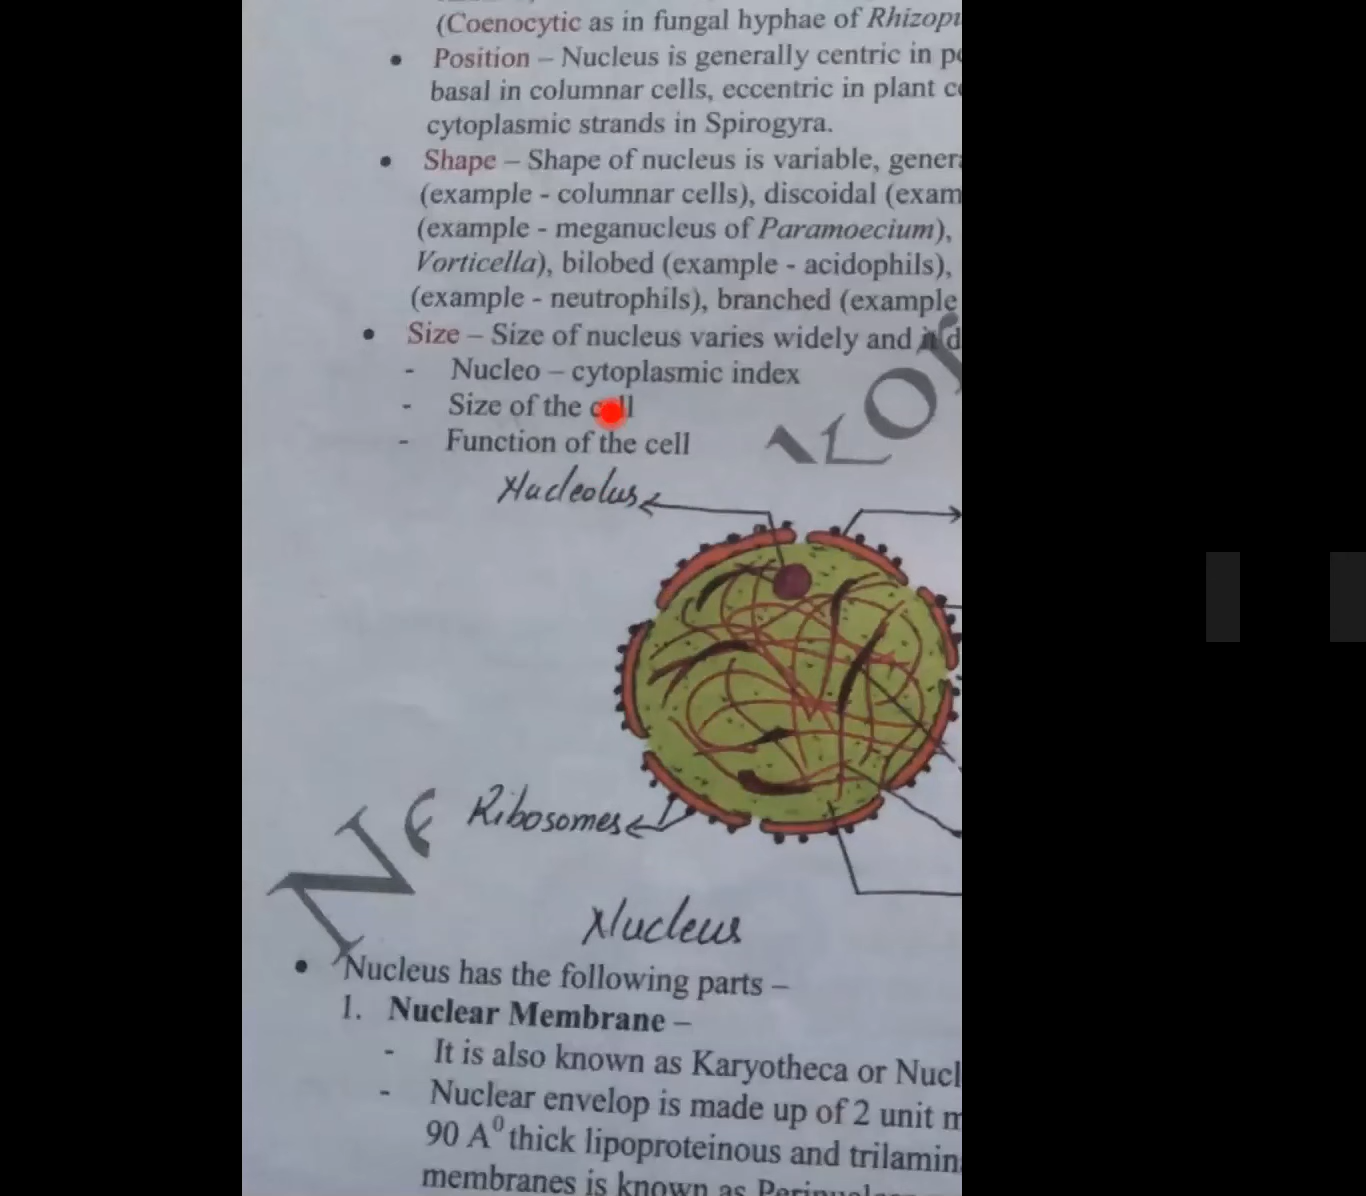 (Coenocytic as in fungal hyphae of
• Position – Nucleus is generally centric in
basal in columnar cells, eccentric in plant
cytoplasmic strands in Spirogyra.
• Shape – Shape of nucleus is variable,
(example - columnar cells), discoidal
(example - meganucleus of Paramoecium),
Vorticella), bilobed (example - acidophils),
(example - neutrophils), branched (example
• Size – Size of nucleus varies widely and
- Nucleo – cytoplasmic index
- Size of the cell
- Function of the cell
Nucleolus
Ribosomes
Nucleus
• Nucleus has the following parts –
1. Nuclear Membrane –
- It is also known as Karyotheca or
- Nuclear envelop is made up of 2 unit
90 A⁰ thick lipoproteinous and
membranes is known as